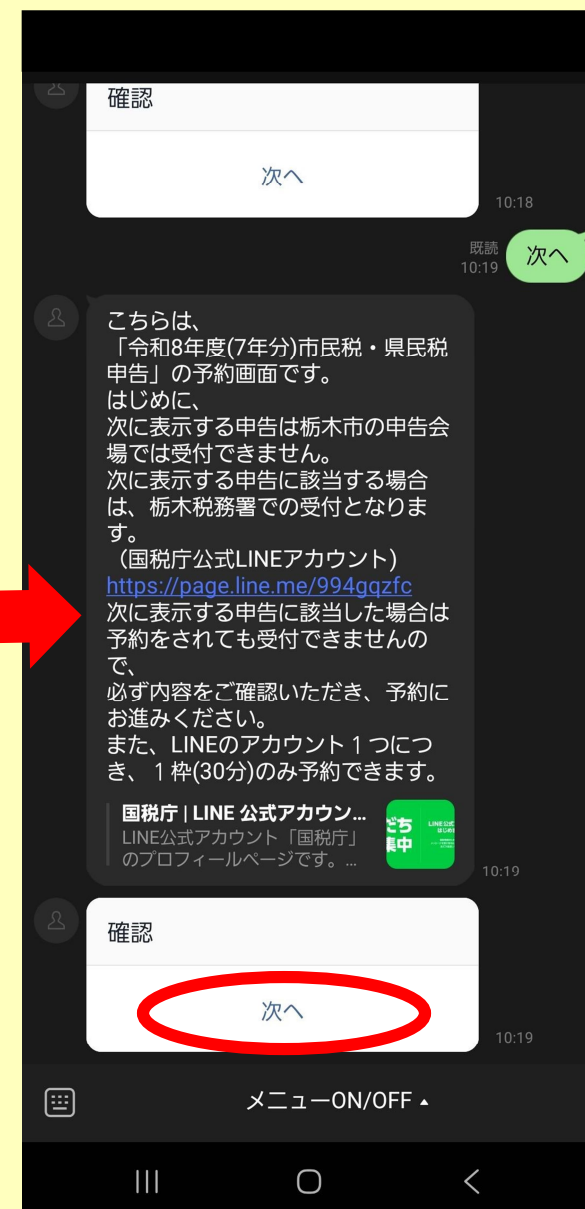 確認
次へ
10:18
既読
10:19
次へ
こちらは、
「令和8年度(7年分)市民税・県民税
申告」の予約画面です。
はじめに、
次に表示する申告は栃木市の申告会
場では受付できません。
次に表示する申告に該当する場合
は、栃木税務署での受付となりま
す。
（国税庁公式LINEアカウント)
https://page.line.me/994gqzfc
次に表示する申告に該当した場合は
予約をされても受付できませんの
で、
必ず内容をご確認いただき、予約に
お進みください。
また、LINEのアカウント１つにつ
き、１枠(30分)のみ予約できます。
国税庁 | LINE 公式アカウン...
LINE公式アカウント「国税庁」
のプロフィールページです。...
10:19
確認
次へ
10:19
メニューON/OFF